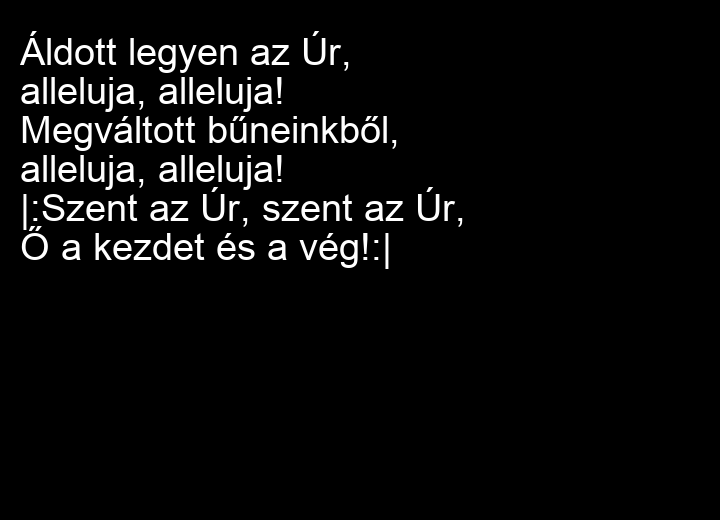 Áldott legyen az Úr,
alleluja, alleluja!
Megváltott bűneinkből,
alleluja, alleluja!
|:Szent az Úr, szent az Úr,
Ő a kezdet és a vég!:|